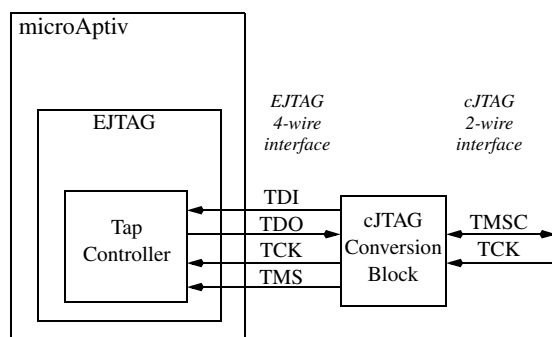 microAptiv
EJTAG
Tap
Controller
EJTAG
4-wire
interface
cJTAG
2-wire
interface
TDI
TDO
TCK
TMS
cJTAG
Conversion
Block
TMSC
TCK